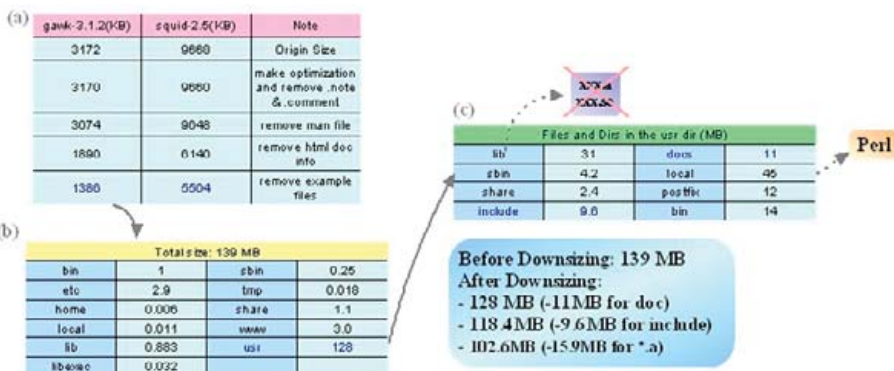 (a)
gawk-3.1.2(KB) squid-2.5(KB) Note
3172 9668 Origin Size
3170 9660 make optimization and remove .note & .comment
3074 9048 remove man file
1890 6140 remove html doc info
1386 5504 remove example files
(b)
Total size: 139 MB
bin 1 sbin 0.25
etc 2.9 tmp 0.018
home 0.006 share 1.1
local 0.011 www 3.0
lib 0.883 usr 128
libexec 0.032
(c)
Files and Dirs in the usr dir (MB)
lib 31 docs 11
sbin 4.2 local 45
share 2.4 postfix 12
include 9.6 bin 14
Perl
Before Downsizing: 139 MB
After Downsizing:
- 128 MB (-11MB for doc)
- 118.4MB (-9.6MB for include)
- 102.6MB (-15.9MB for *.a)